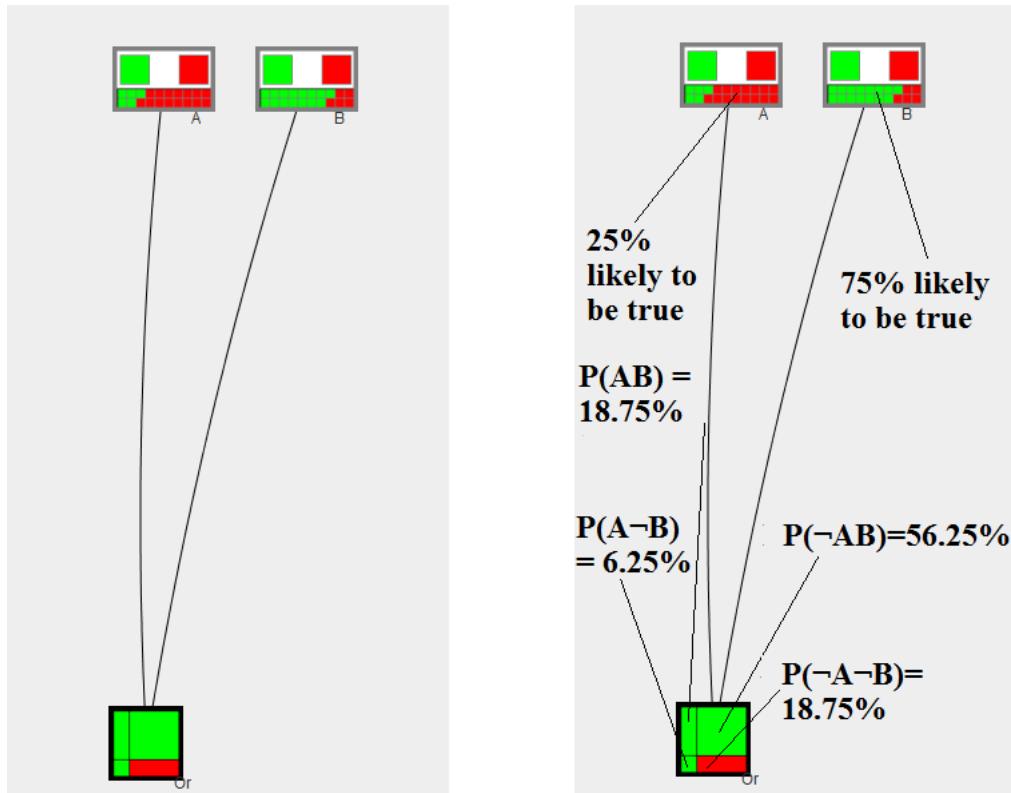 A
B
Or
A
B
25%
likely to
be true
75% likely
to be true
P(AB) =
18.75%
P(A¬B)
= 6.25%
P(¬AB)=56.25%
P(¬A¬B)=
18.75%
Or